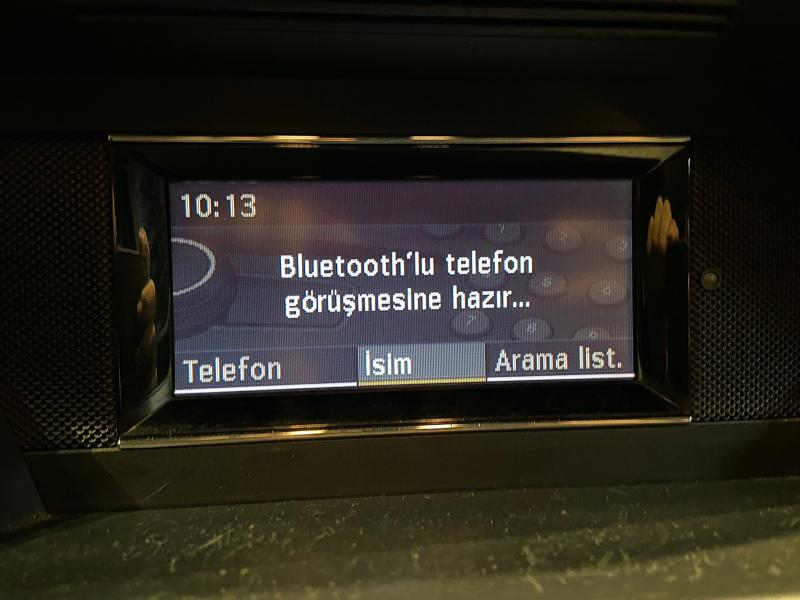 10:13
Bluetooth'lu telefon
görüşmesine hazır...
Telefon İsim Arama list.